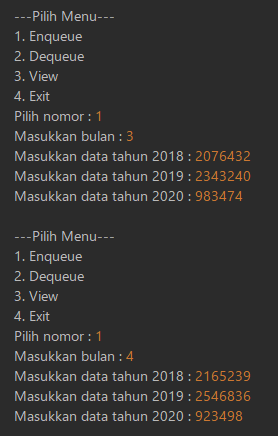 ---Pilih Menu---
1. Enqueue
2. Dequeue
3. View
4. Exit
Pilih nomor : 1
Masukkan bulan : 3
Masukkan data tahun 2018 : 2076432
Masukkan data tahun 2019 : 2343240
Masukkan data tahun 2020 : 983474

---Pilih Menu---
1. Enqueue
2. Dequeue
3. View
4. Exit
Pilih nomor : 1
Masukkan bulan : 4
Masukkan data tahun 2018 : 2165239
Masukkan data tahun 2019 : 2546836
Masukkan data tahun 2020 : 923498